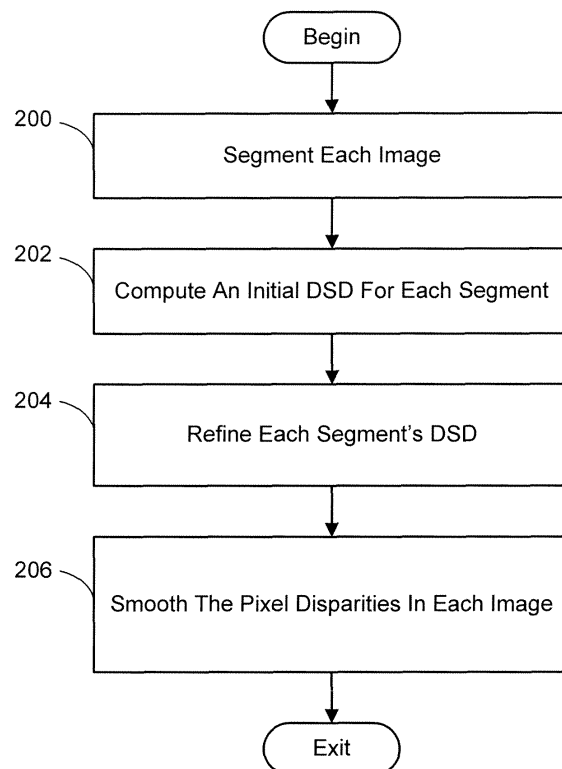 Begin
200
Segment Each Image
202
Compute An Initial DSD For Each Segment
204
Refine Each Segment's DSD
206
Smooth The Pixel Disparities In Each Image
Exit